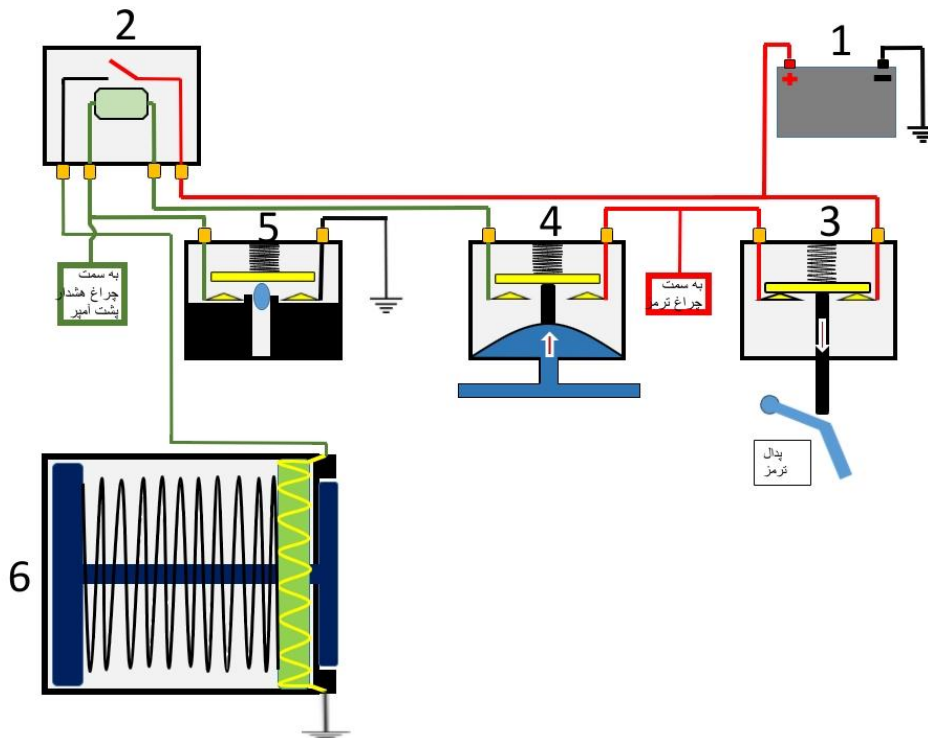 2
1
+
-
5
4
3
به سمت
چراغ هشدار
پشت آمپر
به سمت
چراغ ترمز
پدال
ترمز
6